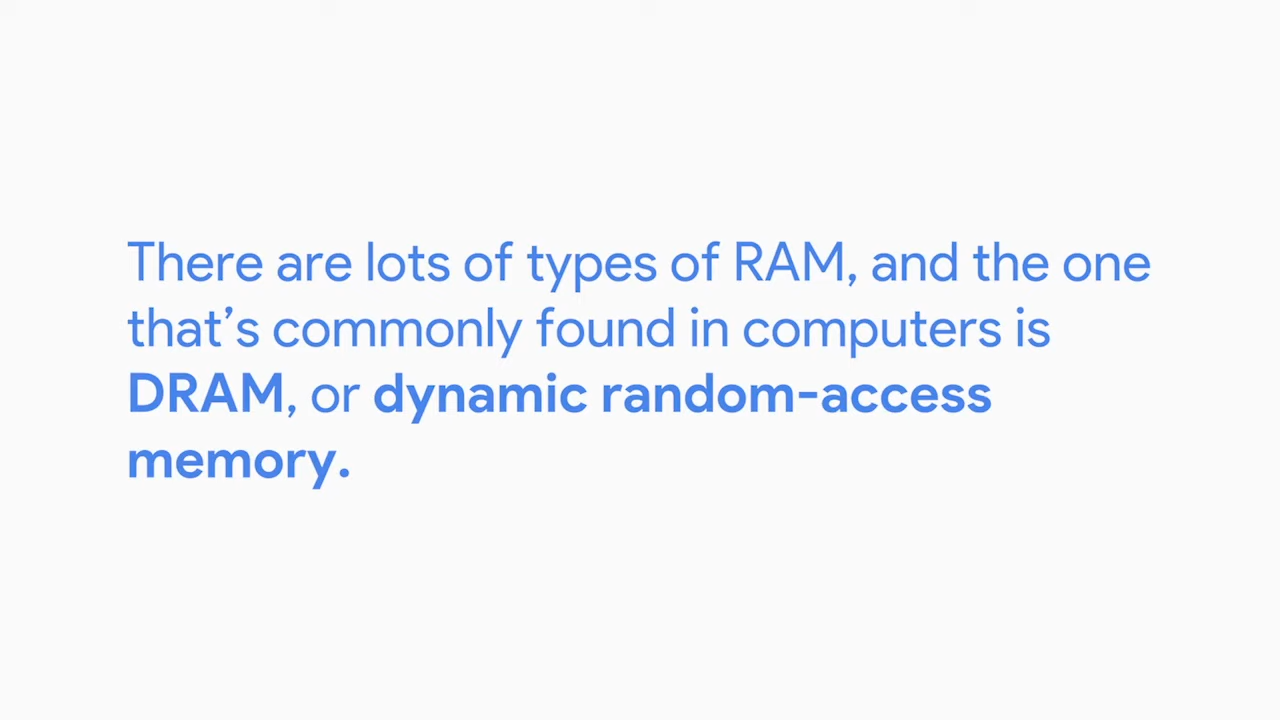 There are lots of types of RAM, and the one
that’s commonly found in computers is
DRAM, or dynamic random-access
memory.